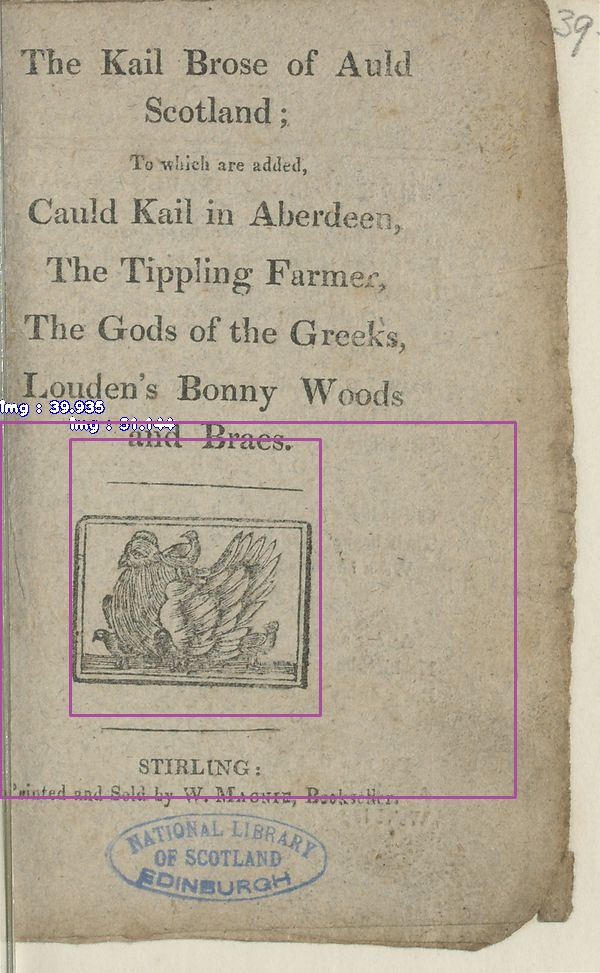 39.
The Kail Brose of Auld
Scotland;
To which are added,
Cauld Kail in Aberdeen,
The Tippling Farmer,
The Gods of the Greeks,
Louden's Bonny Woods
img : 39.935
and Braes.
STIRLING:
Printed and Sold by W. MACNIE, Bookseller.
NATIONAL LIBRARY
OF SCOTLAND
EDINBURGH